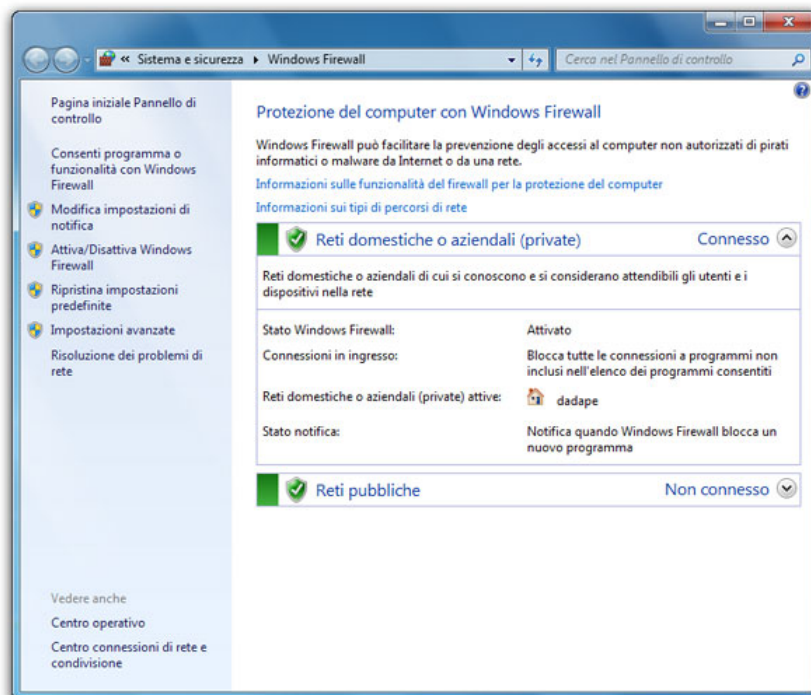 « Sistema e sicurezza ▸ Windows Firewall
Cerca nel Pannello di controllo
Pagina iniziale Pannello di
controllo
Consenti programma o
funzionalità con Windows
Firewall
Modifica impostazioni di
notifica
Attiva/Disattiva Windows
Firewall
Ripristina impostazioni
predefinite
Impostazioni avanzate
Risoluzione dei problemi di
rete
Vedere anche
Centro operativo
Centro connessioni di rete e
condivisione
Protezione del computer con Windows Firewall
Windows Firewall può facilitare la prevenzione degli accessi al computer non autorizzati di pirati
informatici o malware da Internet o da una rete.
Informazioni sulle funzionalità del firewall per la protezione del computer
Informazioni sui tipi di percorsi di rete
Reti domestiche o aziendali (private) Connesso
Reti domestiche o aziendali di cui si conoscono e si considerano attendibili gli utenti e i
dispositivi nella rete
Stato Windows Firewall: Attivato
Connessioni in ingresso: Blocca tutte le connessioni a programmi non
inclusi nell'elenco dei programmi consentiti
Reti domestiche o aziendali (private) attive: dadape
Stato notifica: Notifica quando Windows Firewall blocca un
nuovo programma
Reti pubbliche Non connesso